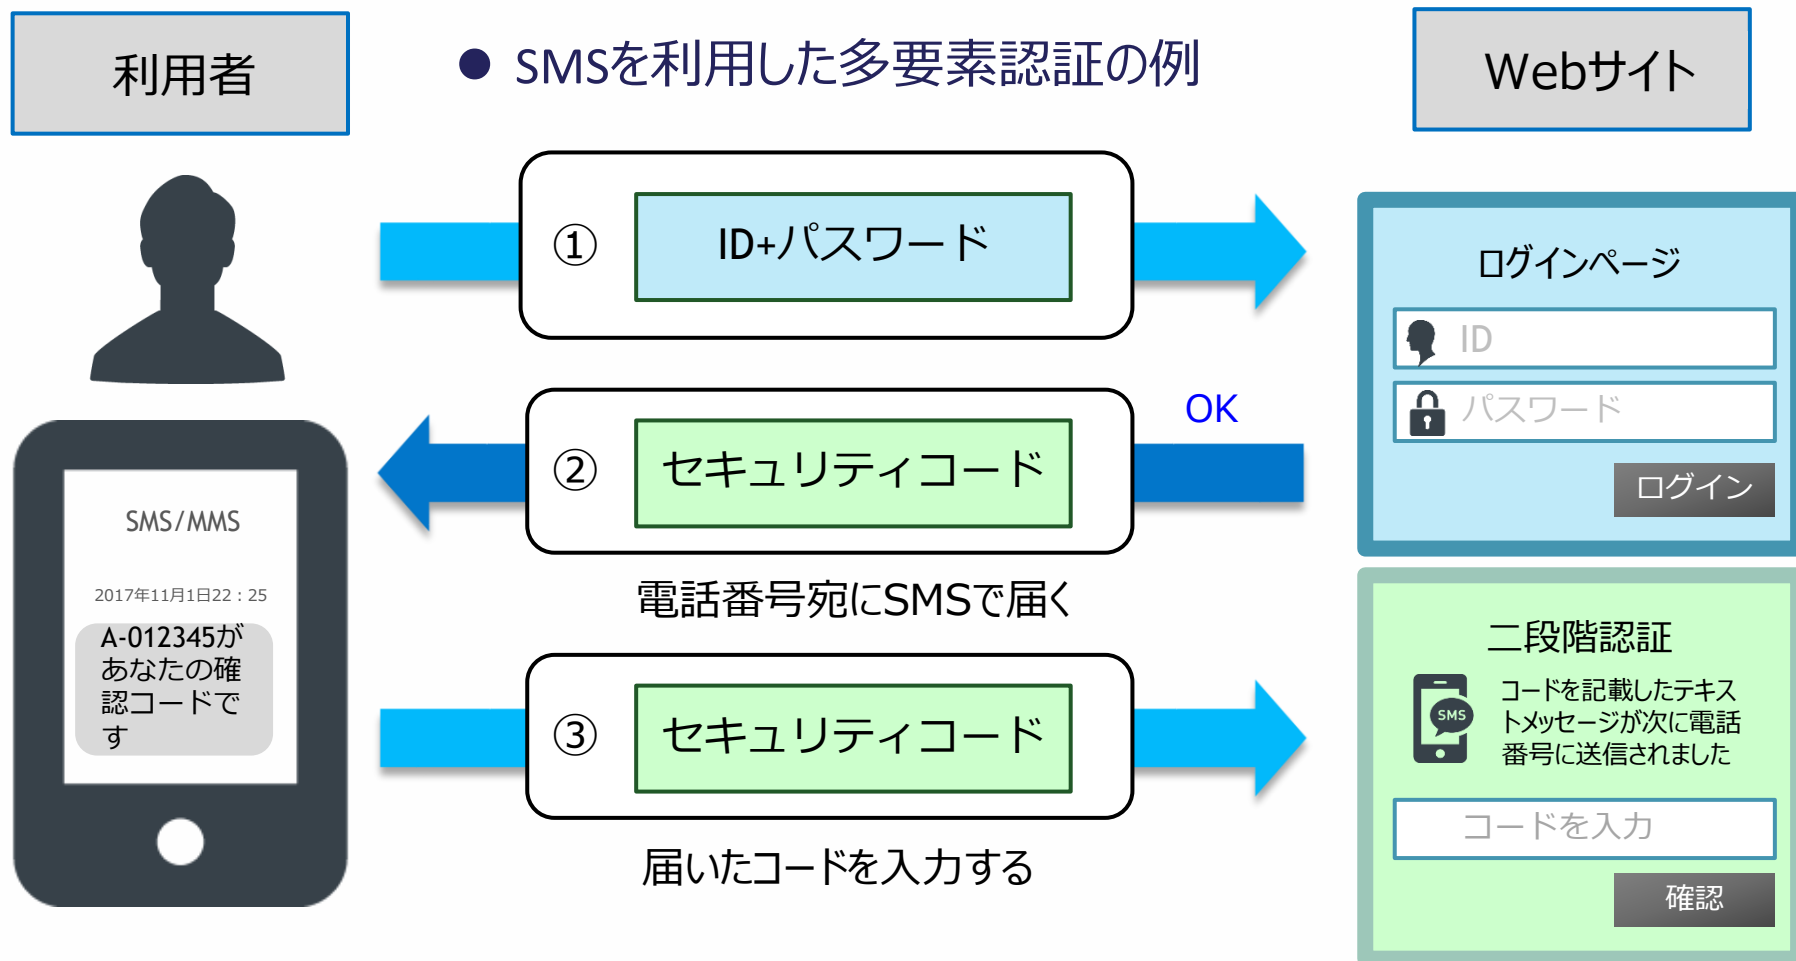 利用者
● SMSを利用した多要素認証の例
Webサイト
① ID+パスワード
ログインページ
ID
パスワード
ログイン
OK
② セキュリティコード
電話番号宛にSMSで届く
SMS/MMS
2017年11月1日22：25
A-012345が
あなたの確
認コードで
す
③ セキュリティコード
届いたコードを入力する
二段階認証
SMS
コードを記載したテキス
トメッセージが次に電話
番号に送信されました
コードを入力
確認